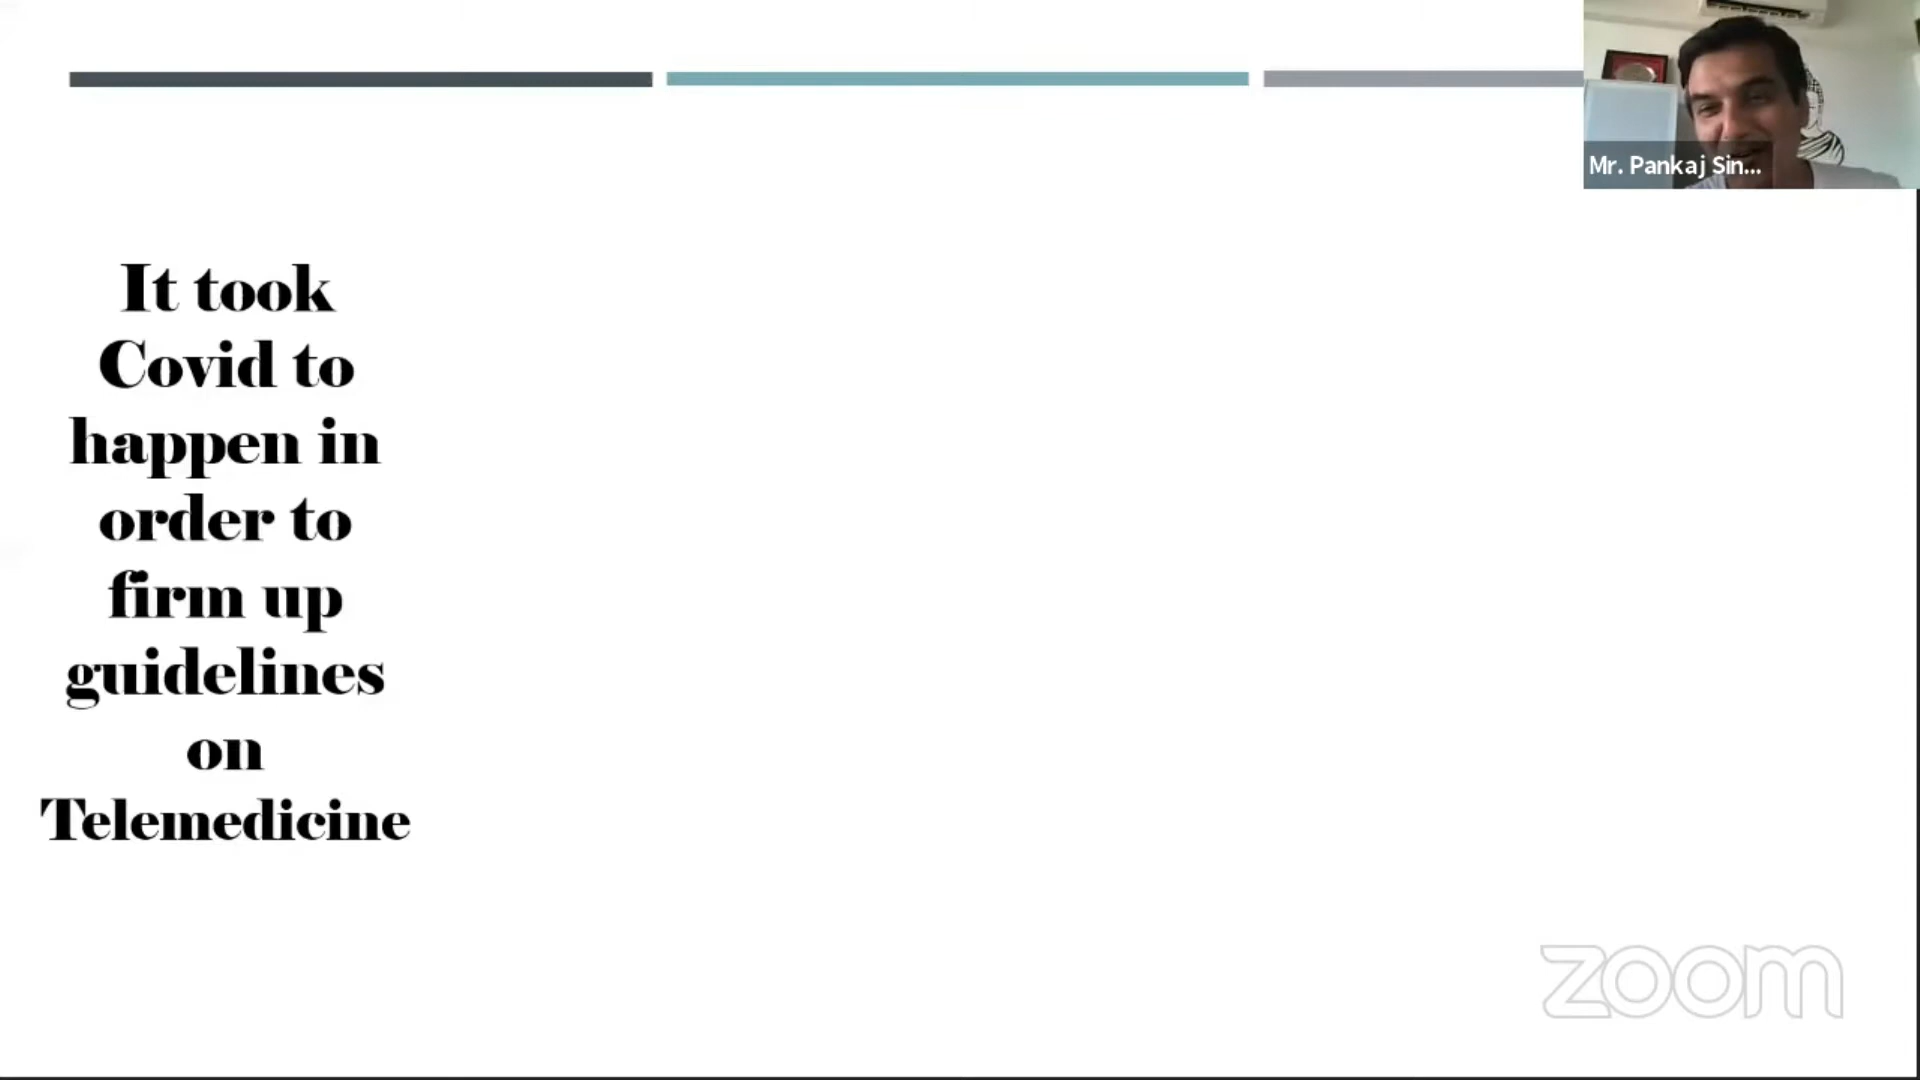 Mr. Pankaj Sin...
It took
Covid to
happen in
order to
firm up
guidelines
on
Telemedicine
zoom